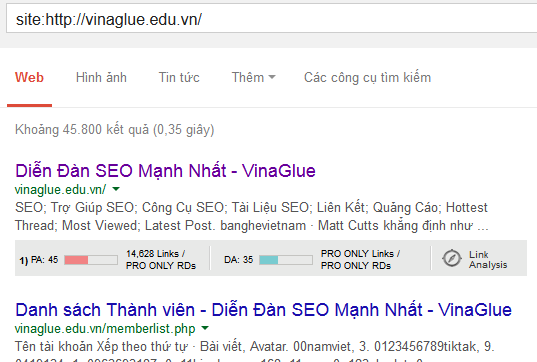 site:http://vinaglue.edu.vn/
Web Hình ảnh Tin tức Thêm Các công cụ tìm kiếm
Khoảng 45.800 kết quả (0,35 giây)
Diễn Đàn SEO Mạnh Nhất - VinaGlue
vinaglue.edu.vn/
SEO; Trợ Giúp SEO; Công Cụ SEO; Tài Liệu SEO; Liên Kết; Quảng Cáo; Hottest
Thread; Most Viewed; Latest Post. banghevietnam · Matt Cutts khẳng định như ...
1) PA: 45 14,628 Links / PRO ONLY RDs DA: 35 PRO ONLY Links / PRO ONLY RDs Link Analysis
Danh sách Thành viên - Diễn Đàn SEO Mạnh Nhất - VinaGlue
vinaglue.edu.vn/memberlist.php
Tên tài khoản Xếp theo thứ tự · Bài viết, Avatar. 00namviet, 3. 0123456789tiktak, 9.